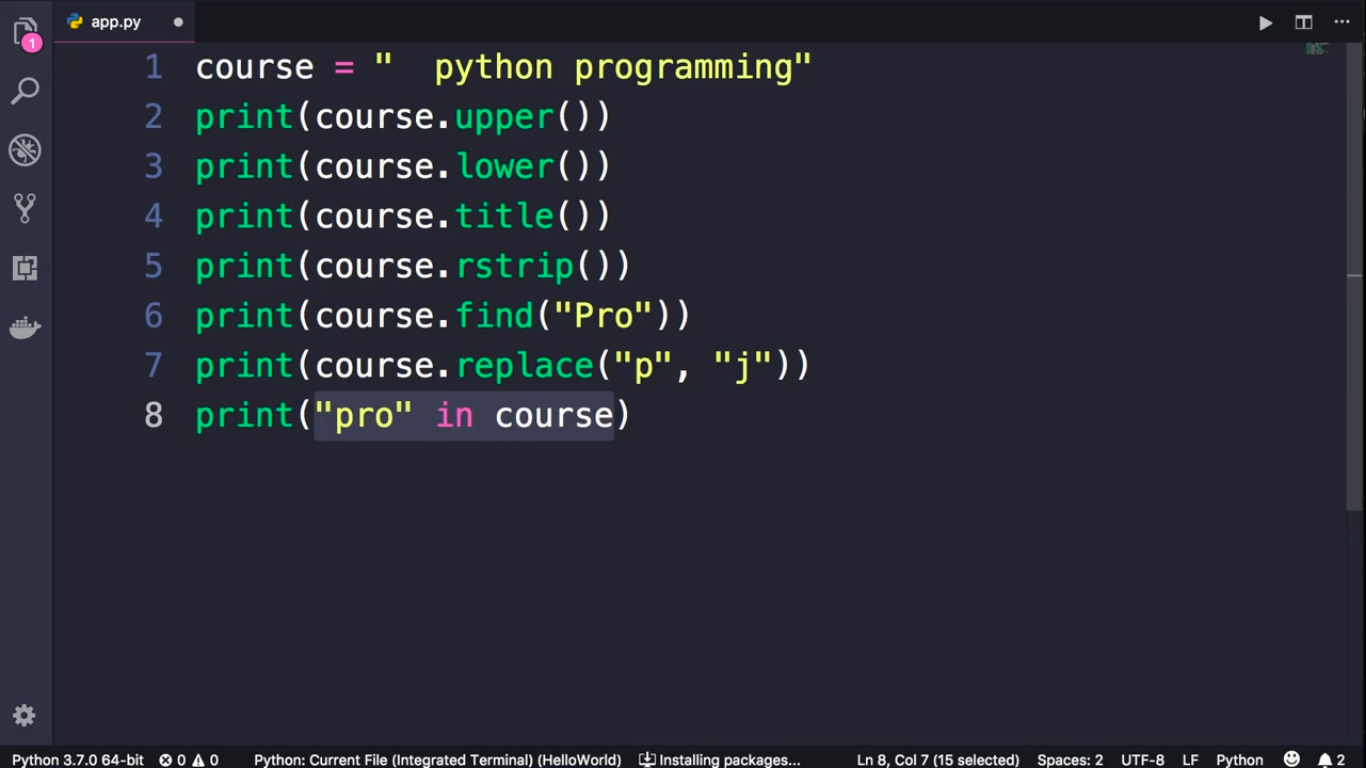 1
app.py
1 course = "  python programming"
2 print(course.upper())
3 print(course.lower())
4 print(course.title())
5 print(course.rstrip())
6 print(course.find("Pro"))
7 print(course.replace("p", "j"))
8 print("pro" in course)
Python 3.7.0 64-bit 0 0 Python: Current File (Integrated Terminal) (HelloWorld) Installing packages... Ln 8, Col 7 (15 selected) Spaces: 2 UTF-8 LF Python 2